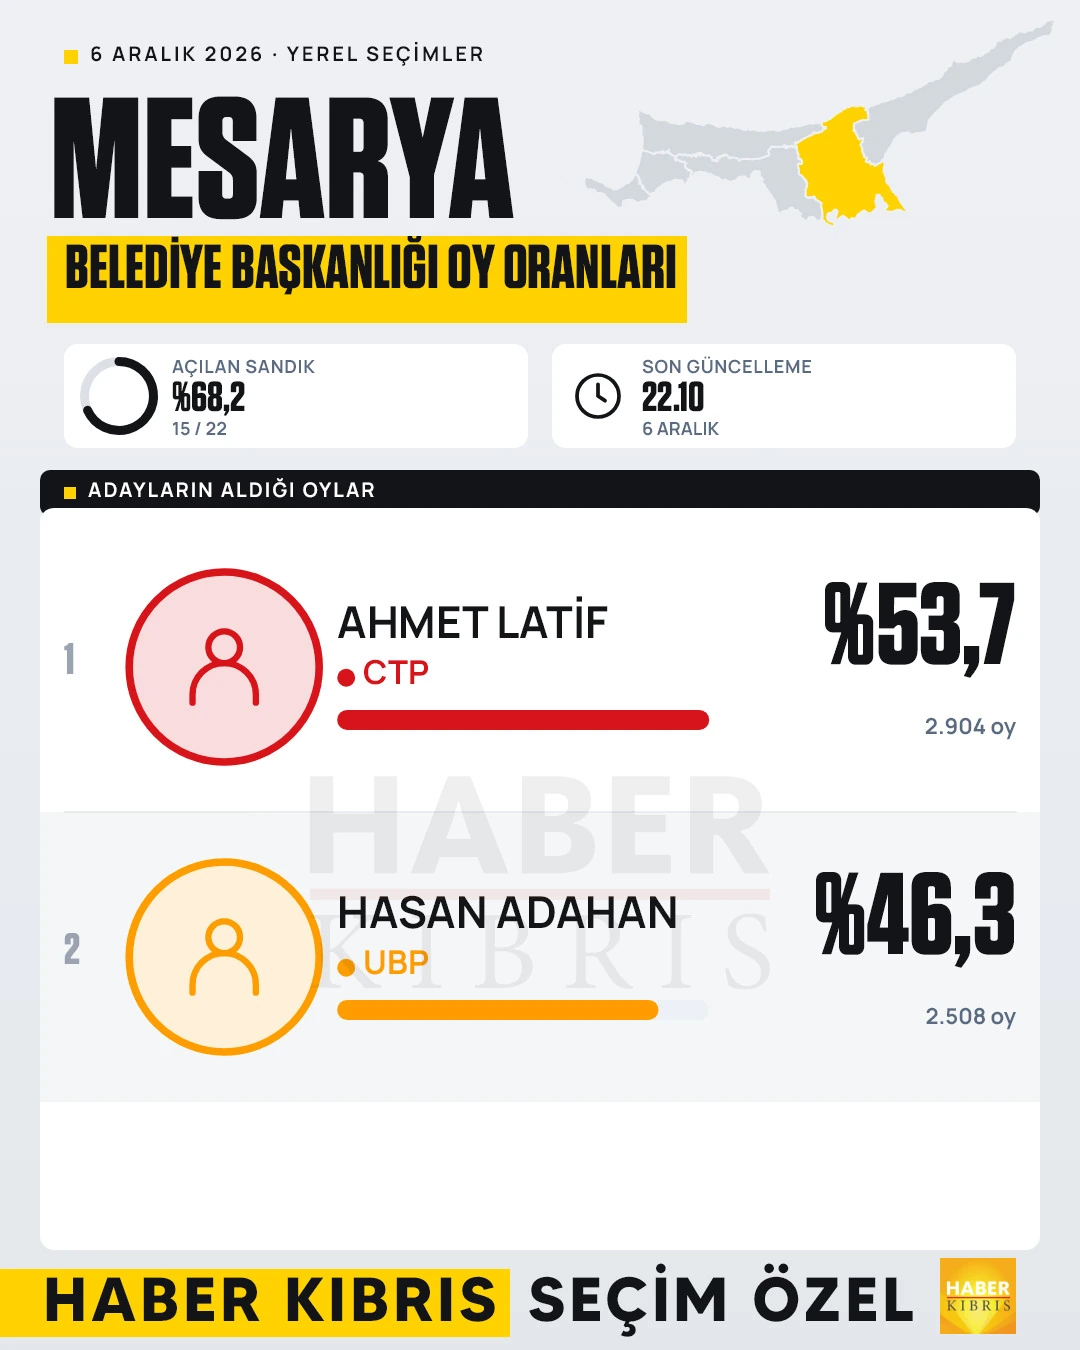 6 ARALIK 2026 · YEREL SEÇİMLER
MESARYA
BELEDİYE BAŞKANLIĞI OY ORANLARI
AÇILAN SANDIK
%68,2
15 / 22
SON GÜNCELLEME
22.10
6 ARALIK
ADAYLARIN ALDIĞI OYLAR
1
AHMET LATİF
CTP
%53,7
2.904 oy
HABER
KIBRIS
2
HASAN ADAHAN
UBP
%46,3
2.508 oy
HABER KIBRIS SEÇİM ÖZEL
HABER
KIBRIS